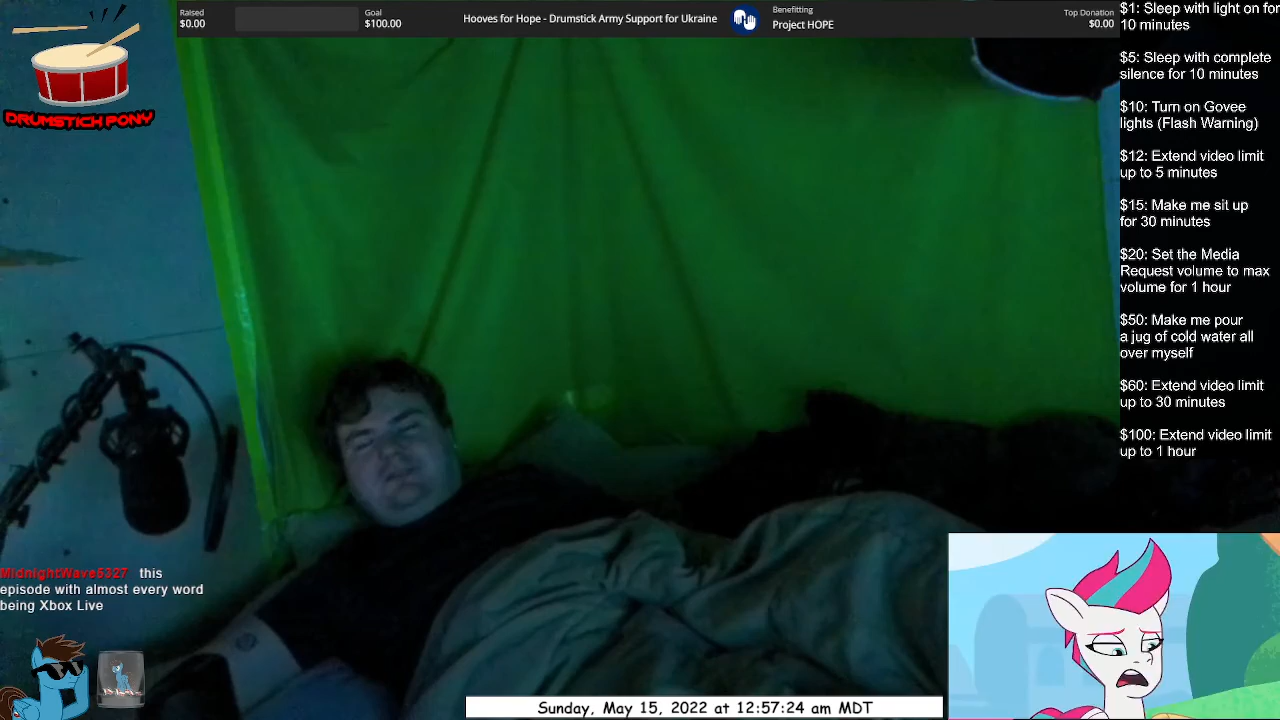 Raised
$0.00
Goal
$100.00
Hooves for Hope - Drumstick Army Support for Ukraine
Benefitting
Project HOPE
Top Donation
$0.00
DRUMSTICH PONY
$1: Sleep with light on for
10 minutes
$5: Sleep with complete
silence for 10 minutes
$10: Turn on Govee
lights (Flash Warning)
$12: Extend video limit
up to 5 minutes
$15: Make me sit up
for 30 minutes
$20: Set the Media
Request volume to max
volume for 1 hour
$50: Make me pour
a jug of cold water all
over myself
$60: Extend video limit
up to 30 minutes
$100: Extend video limit
up to 1 hour
MidnightWave5327 this
episode with almost every word
being Xbox Live
Sunday, May 15, 2022 at 12:57:24 am MDT